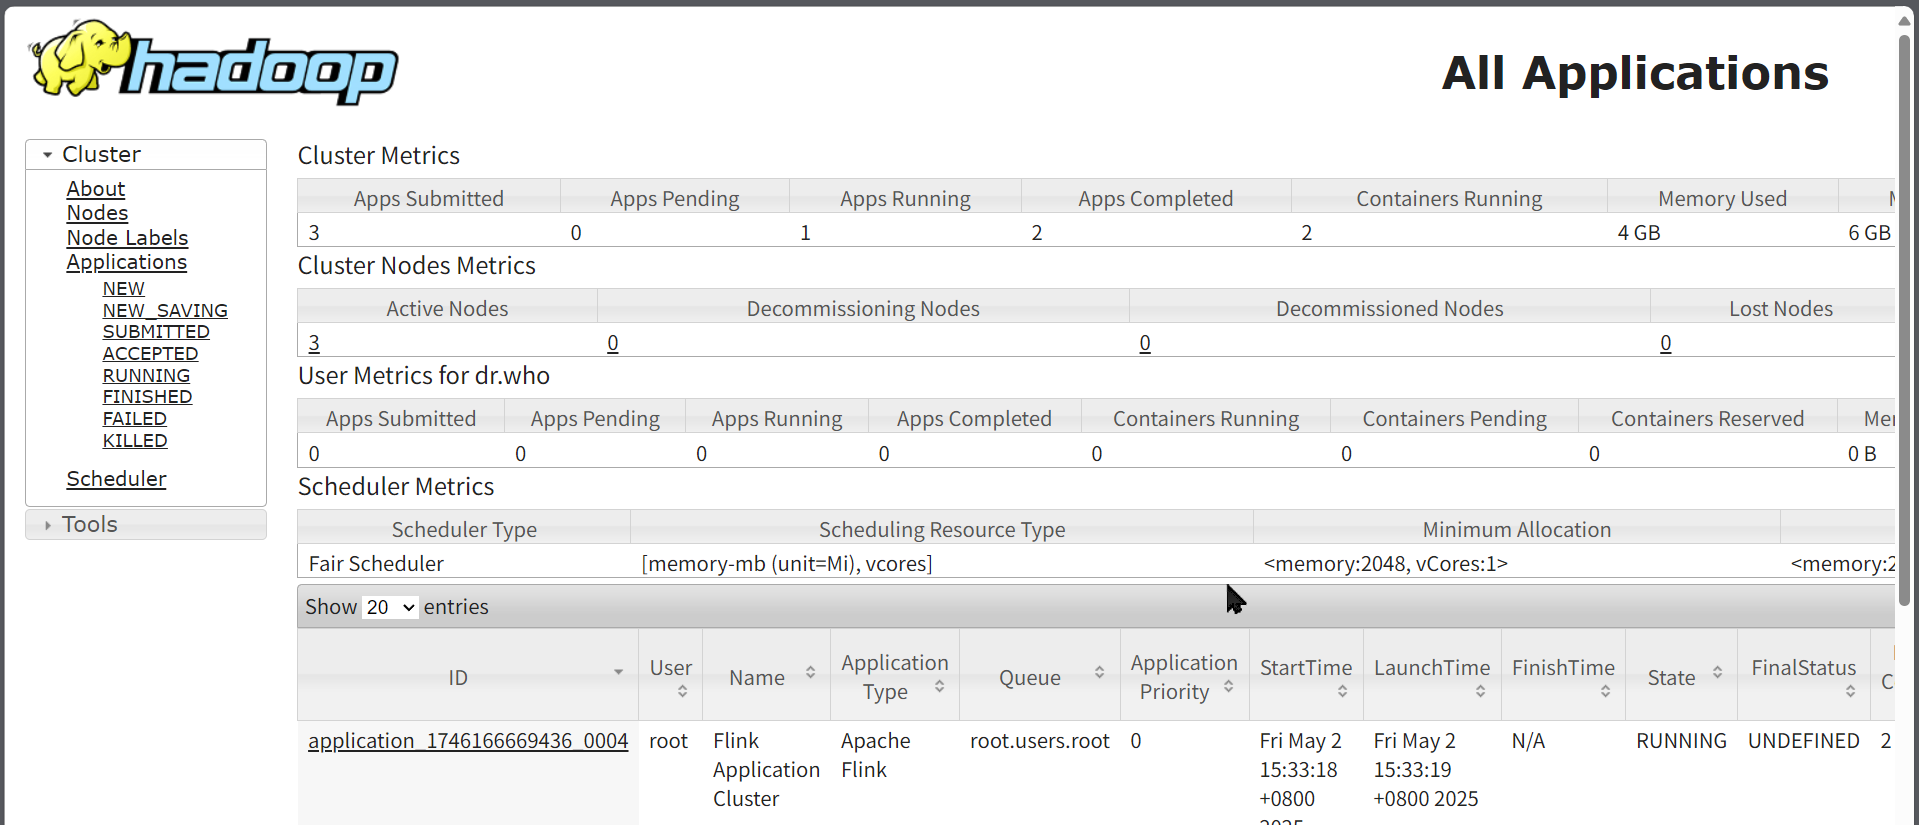 hadoop
All Applications
Cluster
About
Nodes
Node Labels
Applications
NEW
NEW_SAVING
SUBMITTED
ACCEPTED
RUNNING
FINISHED
FAILED
KILLED
Scheduler
Tools
Cluster Metrics
Apps Submitted Apps Pending Apps Running Apps Completed Containers Running Memory Used
3 0 1 2 2 4 GB 6 GB
Cluster Nodes Metrics
Active Nodes Decommissioning Nodes Decommissioned Nodes Lost Nodes
3 0 0 0
User Metrics for dr.who
Apps Submitted Apps Pending Apps Running Apps Completed Containers Running Containers Pending Containers Reserved
0 0 0 0 0 0 0 0 B
Scheduler Metrics
Scheduler Type Scheduling Resource Type Minimum Allocation
Fair Scheduler [memory-mb (unit=Mi), vcores] <memory:2048, vCores:1> <memory:2
Show 20 entries
ID User Name Application Type Queue Application Priority StartTime LaunchTime FinishTime State FinalStatus
application_1746166669436_0004 root Flink Apache root.users.root 0 Fri May 2 Fri May 2 N/A RUNNING UNDEFINED 2
Application Flink 15:33:18 15:33:19
Cluster +0800 +0800 2025
2025